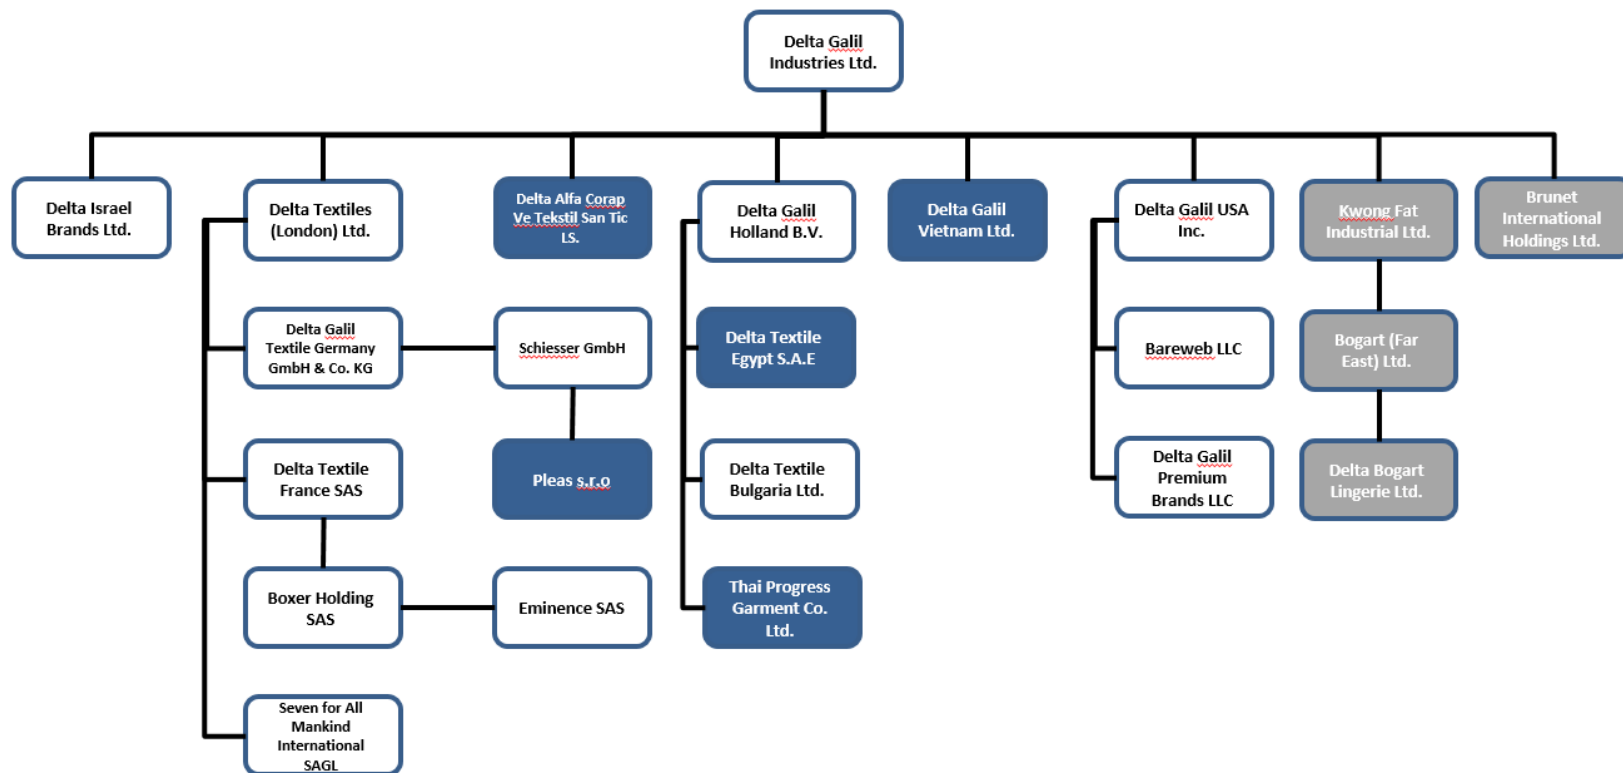 Delta Galil
Industries Ltd.
Delta Israel
Brands Ltd.
Delta Textiles
(London) Ltd.
Delta Alfa Corap
Ve Tekstil San Tic
LS.
Delta Galil
Holland B.V.
Delta Galil
Vietnam Ltd.
Delta Galil USA
Inc.
Kwong Fat
Industrial Ltd.
Brunet
International
Holdings Ltd.
Delta Galil
Textile Germany
GmbH & Co. KG
Schiesser GmbH
Delta Textile
Egypt S.A.E
Bareweb LLC
Bogart (Far
East) Ltd.
Delta Textile
France SAS
Pleas s.r.o
Delta Textile
Bulgaria Ltd.
Delta Galil
Premium
Brands LLC
Delta Bogart
Lingerie Ltd.
Boxer Holding
SAS
Eminence SAS
Thai Progress
Garment Co.
Ltd.
Seven for All
Mankind
International
SAGL